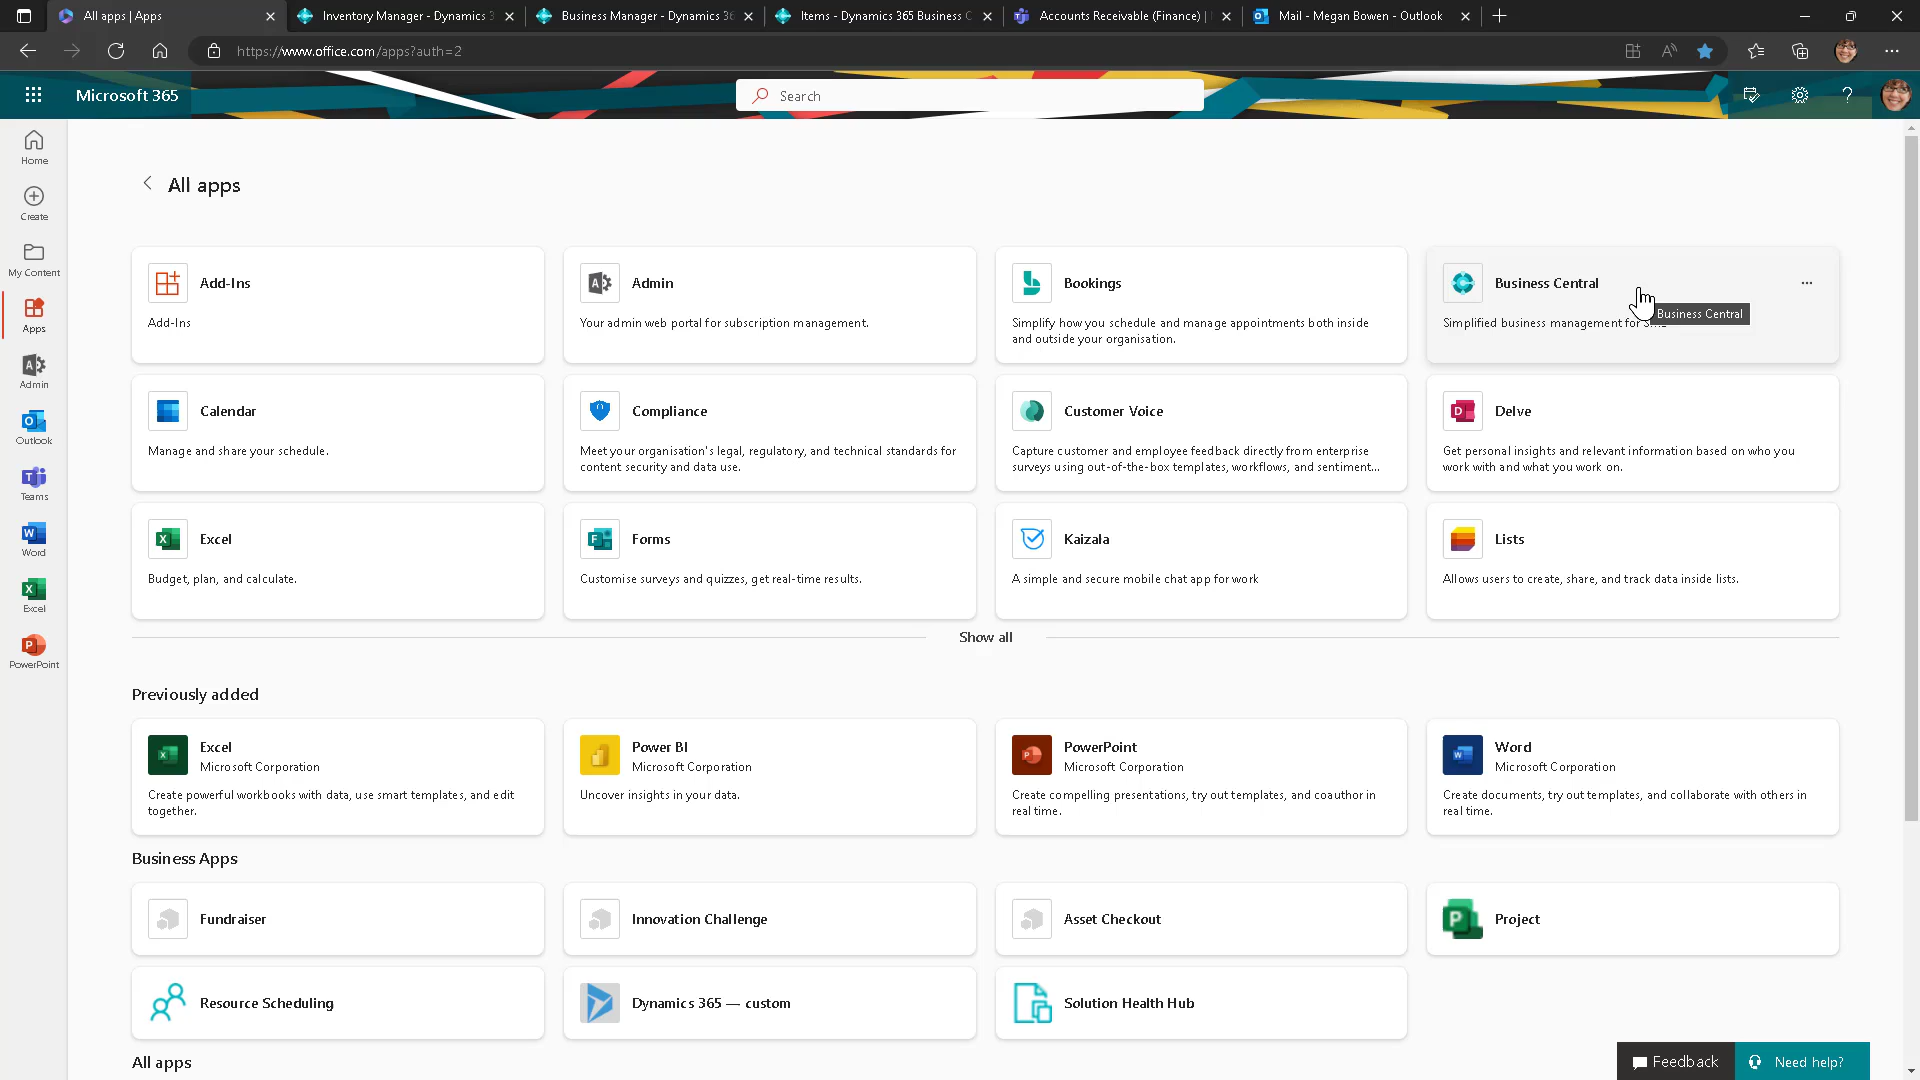 All apps | Apps
Inventory Manager - Dynamics 3
Business Manager - Dynamics 36
Items - Dynamics 365 Business C
Accounts Receivable (Finance) |
Mail - Megan Bowen - Outlook
https://www.office.com/apps?auth=2
Microsoft 365
Search
Home
Create
My Content
Apps
Admin
Outlook
Teams
Word
Excel
PowerPoint
All apps
Add-Ins
Add-Ins
Admin
Your admin web portal for subscription management.
Bookings
Simplify how you schedule and manage appointments both inside
and outside your organisation.
Business Central
Simplified business management for
Business Central
Calendar
Manage and share your schedule.
Compliance
Meet your organisation's legal, regulatory, and technical standards for
content security and data use.
Customer Voice
Capture customer and employee feedback directly from enterprise
surveys using out-of-the-box templates, workflows, and sentiment...
Delve
Get personal insights and relevant information based on who you
work with and what you work on.
Excel
Budget, plan, and calculate.
Forms
Customise surveys and quizzes, get real-time results.
Kaizala
A simple and secure mobile chat app for work
Lists
Allows users to create, share, and track data inside lists.
Show all
Previously added
Excel
Microsoft Corporation
Create powerful workbooks with data, use smart templates, and edit
together.
Power BI
Microsoft Corporation
Uncover insights in your data.
PowerPoint
Microsoft Corporation
Create compelling presentations, try out templates, and coauthor in
real time.
Word
Microsoft Corporation
Create documents, try out templates, and collaborate with others in
real time.
Business Apps
Fundraiser
Innovation Challenge
Asset Checkout
Project
Resource Scheduling
Dynamics 365 — custom
Solution Health Hub
All apps
Feedback
Need help?